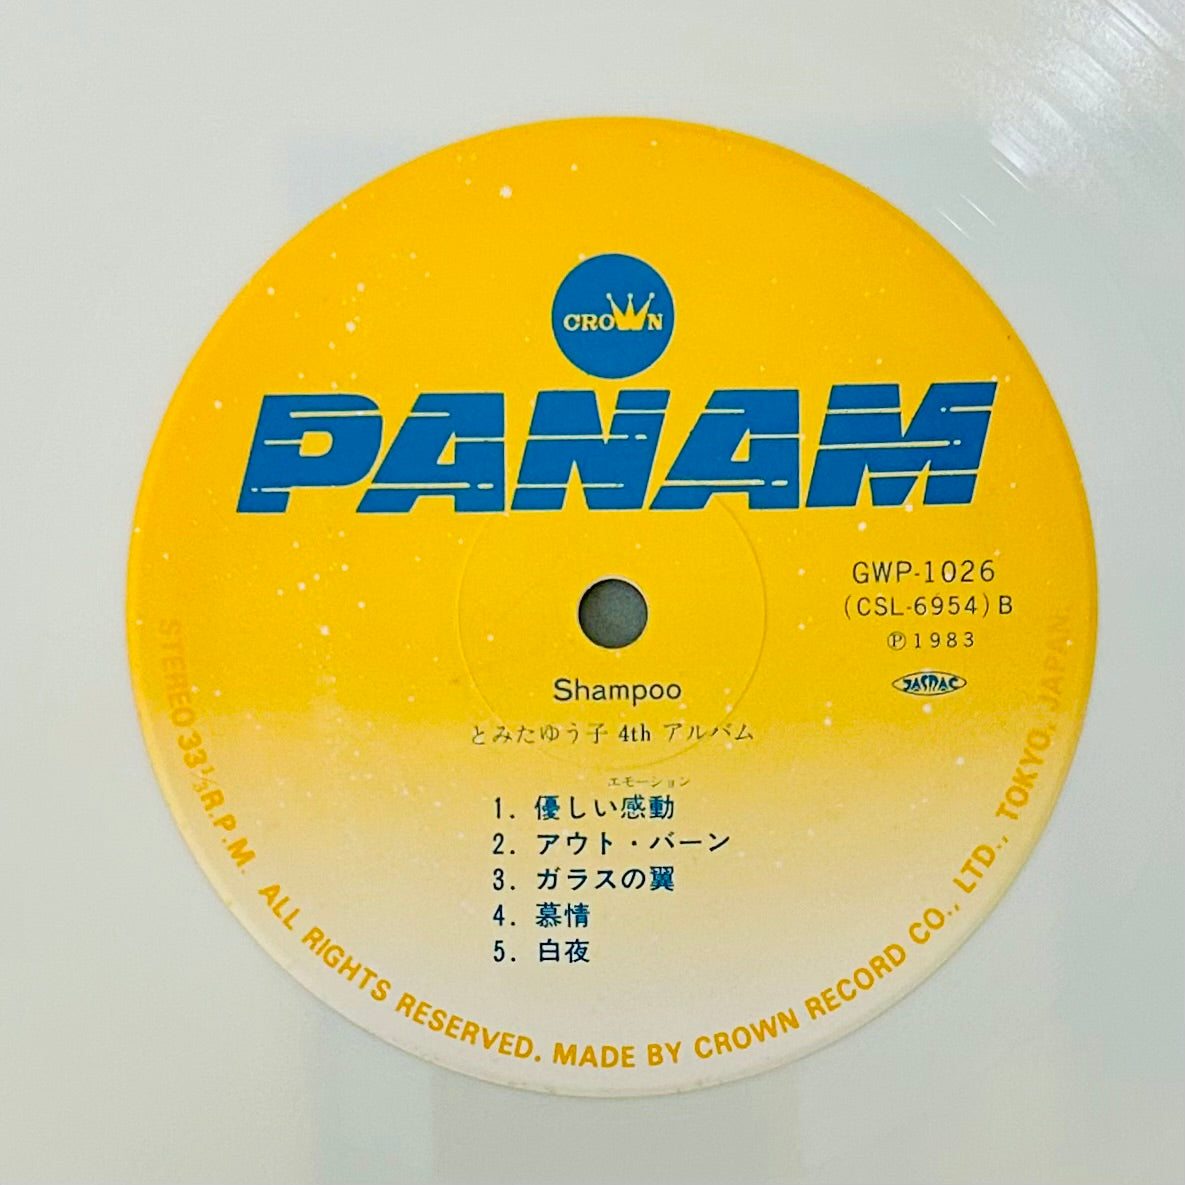 CROWN
PANAM
GWP-1026
(CSL-6954) B
Ⓟ1983
JASRAC
Shampoo
とみたゆう子 4th アルバム
エモーション
1. 優しい感動
2. アウト・バーン
3. ガラスの翼
4. 慕情
5. 白夜
STEREO 33⅓R.P.M. ALL RIGHTS RESERVED. MADE BY CROWN RECORD CO., LTD., TOKYO, JAPAN.